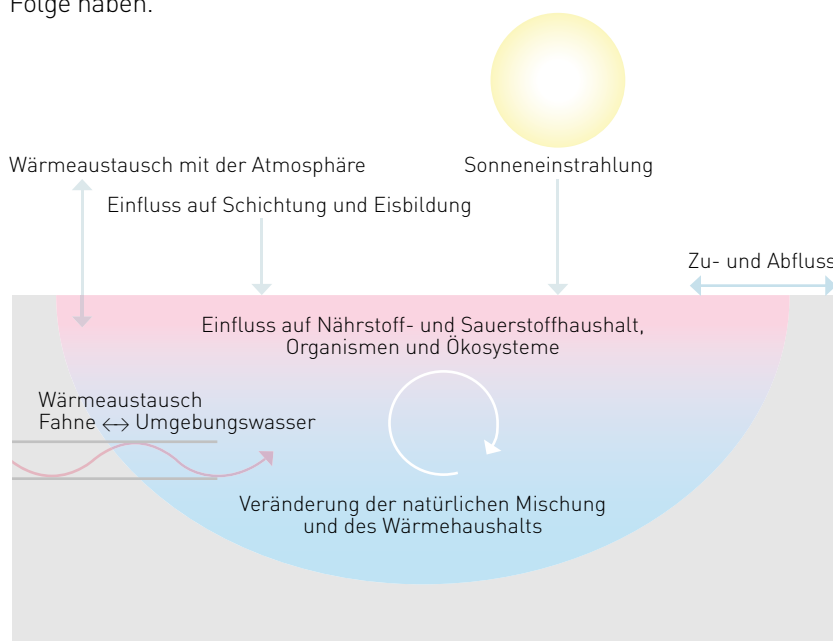 Folge haben.
Wärmeaustausch mit der Atmosphäre
Sonneneinstrahlung
Einfluss auf Schichtung und Eisbildung
Zu- und Abfluss
Einfluss auf Nährstoff- und Sauerstoffhaushalt,
Organismen und Ökosysteme
Wärmeaustausch
Fahne ↔ Umgebungswasser
Veränderung der natürlichen Mischung
und des Wärmehaushalts